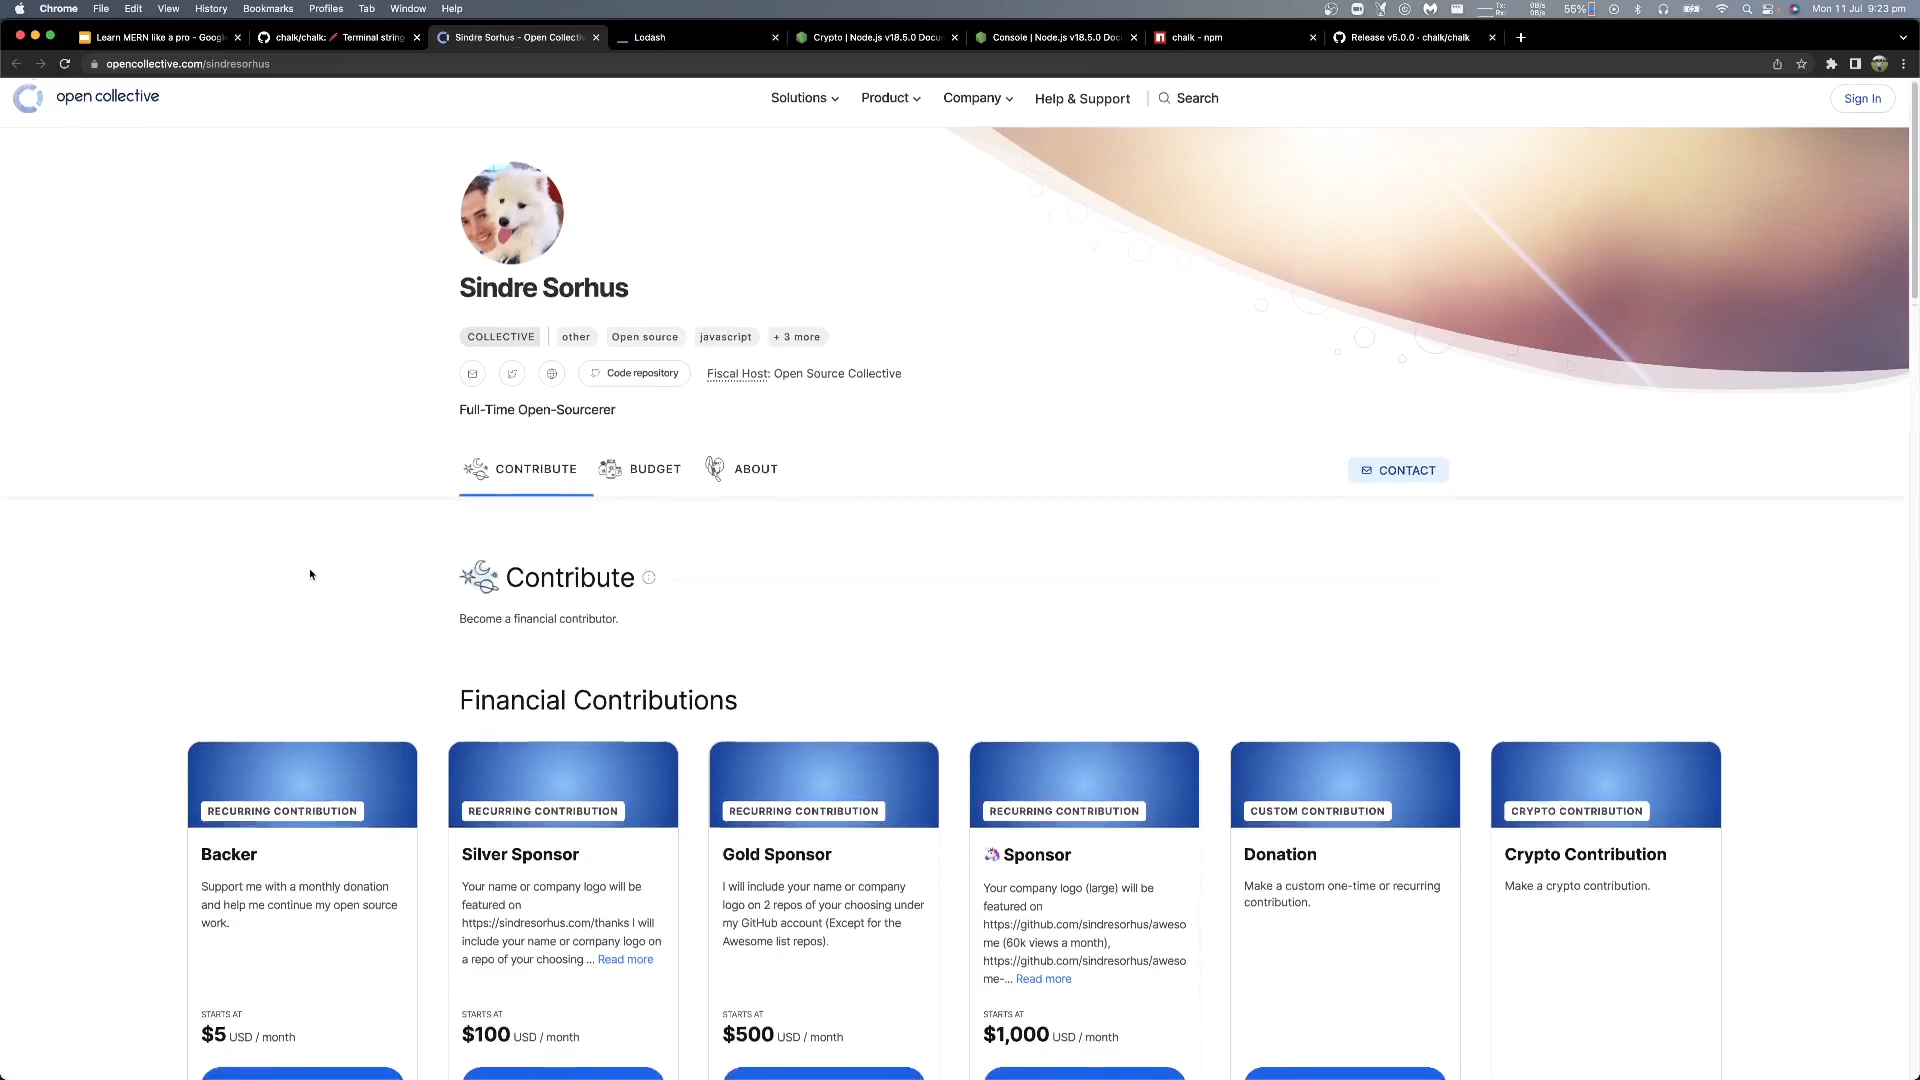 Chrome File Edit View History Bookmarks Profiles Tab Window Help
55% Mon 11 Jul 9:23 pm
Learn MERN like a pro - Google
chalk/chalk: Terminal string
Sindre Sorhus - Open Collectiv
Lodash
Crypto | Node.js v18.5.0 Docu
Console | Node.js v18.5.0 Doc
chalk - npm
Release v5.0.0 · chalk/chalk
opencollective.com/sindresorhus
open collective
Solutions Product Company Help & Support Search
Sign In
Sindre Sorhus
COLLECTIVE other Open source javascript + 3 more
Code repository Fiscal Host: Open Source Collective
Full-Time Open-Sourcerer
CONTRIBUTE BUDGET ABOUT
CONTACT
Contribute
Become a financial contributor.
Financial Contributions
RECURRING CONTRIBUTION
Backer
Support me with a monthly donation
and help me continue my open source
work.
STARTS AT
$5 USD / month
RECURRING CONTRIBUTION
Silver Sponsor
Your name or company logo will be
featured on
https://sindresorhus.com/thanks I will
include your name or company logo on
a repo of your choosing ... Read more
STARTS AT
$100 USD / month
RECURRING CONTRIBUTION
Gold Sponsor
I will include your name or company
logo on 2 repos of your choosing under
my GitHub account (Except for the
Awesome list repos).
STARTS AT
$500 USD / month
RECURRING CONTRIBUTION
🦄 Sponsor
Your company logo (large) will be
featured on
https://github.com/sindresorhus/aweso
me (60k views a month),
https://github.com/sindresorhus/aweso
me-... Read more
STARTS AT
$1,000 USD / month
CUSTOM CONTRIBUTION
Donation
Make a custom one-time or recurring
contribution.
CRYPTO CONTRIBUTION
Crypto Contribution
Make a crypto contribution.